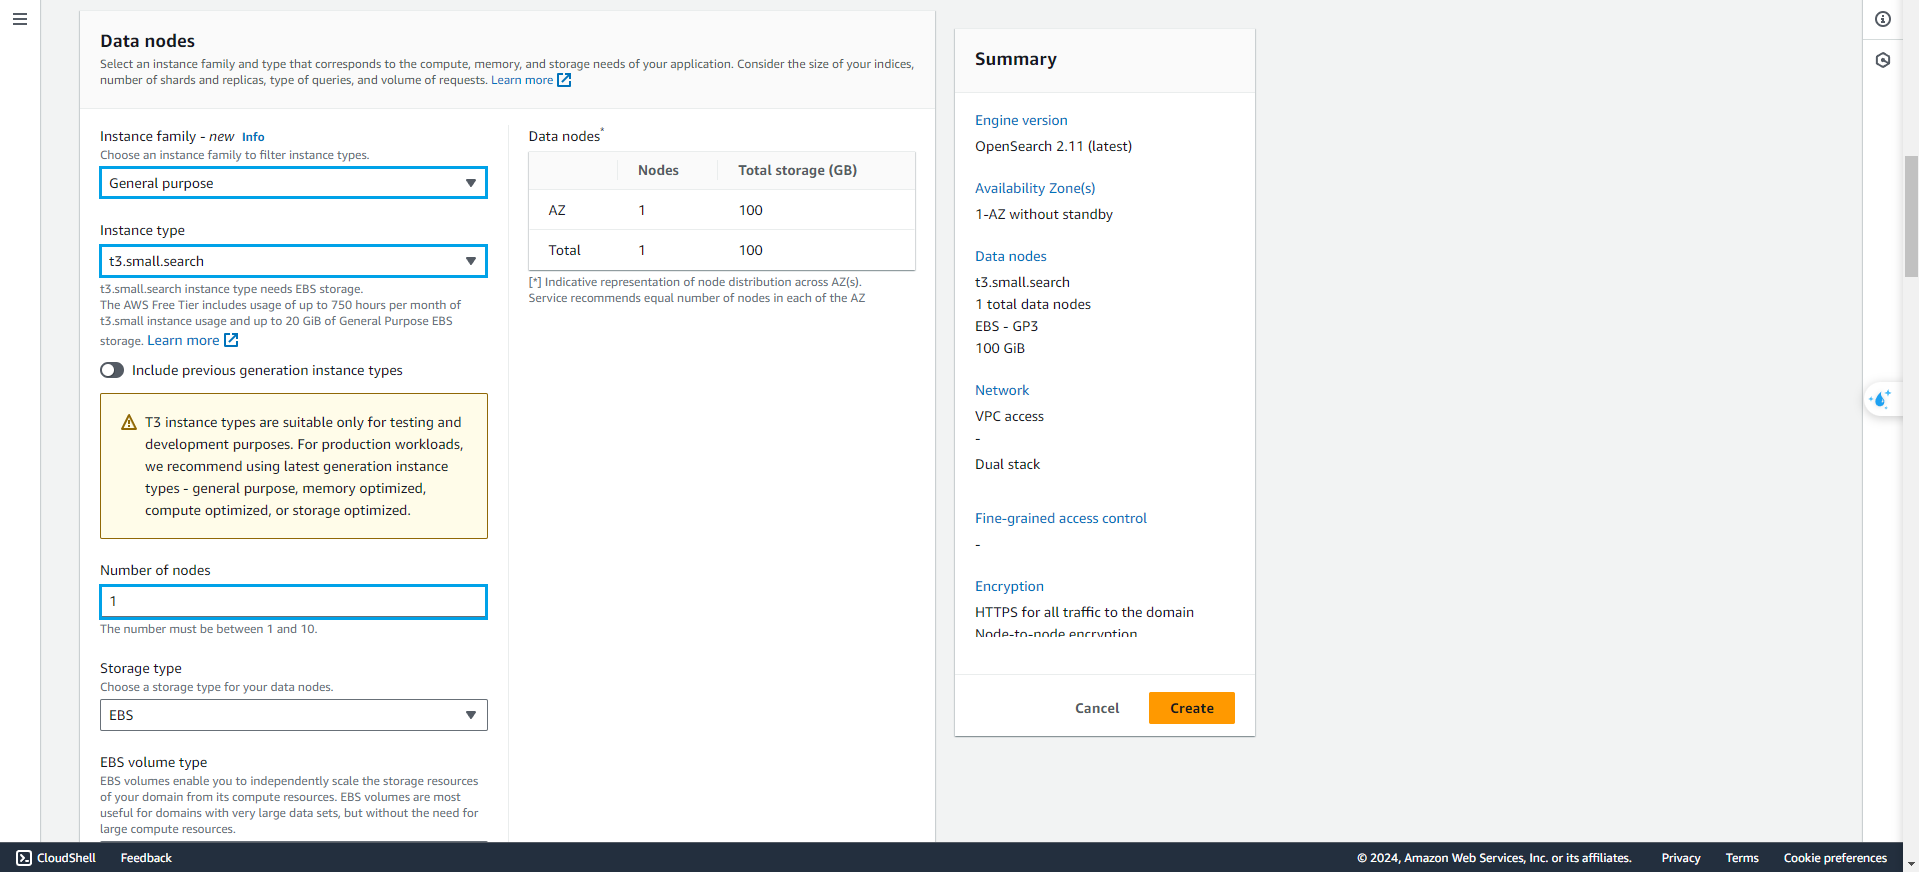 Data nodes
Select an instance family and type that corresponds to the compute, memory, and storage needs of your application. Consider the size of your indices,
number of shards and replicas, type of queries, and volume of requests. Learn more
Instance family - new Info
Choose an instance family to filter instance types.
General purpose
Instance type
t3.small.search
t3.small.search instance type needs EBS storage.
The AWS Free Tier includes usage of up to 750 hours per month of
t3.small instance usage and up to 20 GiB of General Purpose EBS
storage. Learn more
Include previous generation instance types
T3 instance types are suitable only for testing and
development purposes. For production workloads,
we recommend using latest generation instance
types - general purpose, memory optimized,
compute optimized, or storage optimized.
Number of nodes
1
The number must be between 1 and 10.
Storage type
Choose a storage type for your data nodes.
EBS
EBS volume type
EBS volumes enable you to independently scale the storage resources
of your domain from its compute resources. EBS volumes are most
useful for domains with very large data sets, but without the need for
large compute resources.
Data nodes*
Nodes Total storage (GB)
AZ 1 100
Total 1 100
[*] Indicative representation of node distribution across AZ(s).
Service recommends equal number of nodes in each of the AZ
Summary
Engine version
OpenSearch 2.11 (latest)
Availability Zone(s)
1-AZ without standby
Data nodes
t3.small.search
1 total data nodes
EBS - GP3
100 GiB
Network
VPC access
-
Dual stack
Fine-grained access control
-
Encryption
HTTPS for all traffic to the domain
Node-to-node encryption
Cancel Create
CloudShell Feedback © 2024, Amazon Web Services, Inc. or its affiliates. Privacy Terms Cookie preferences